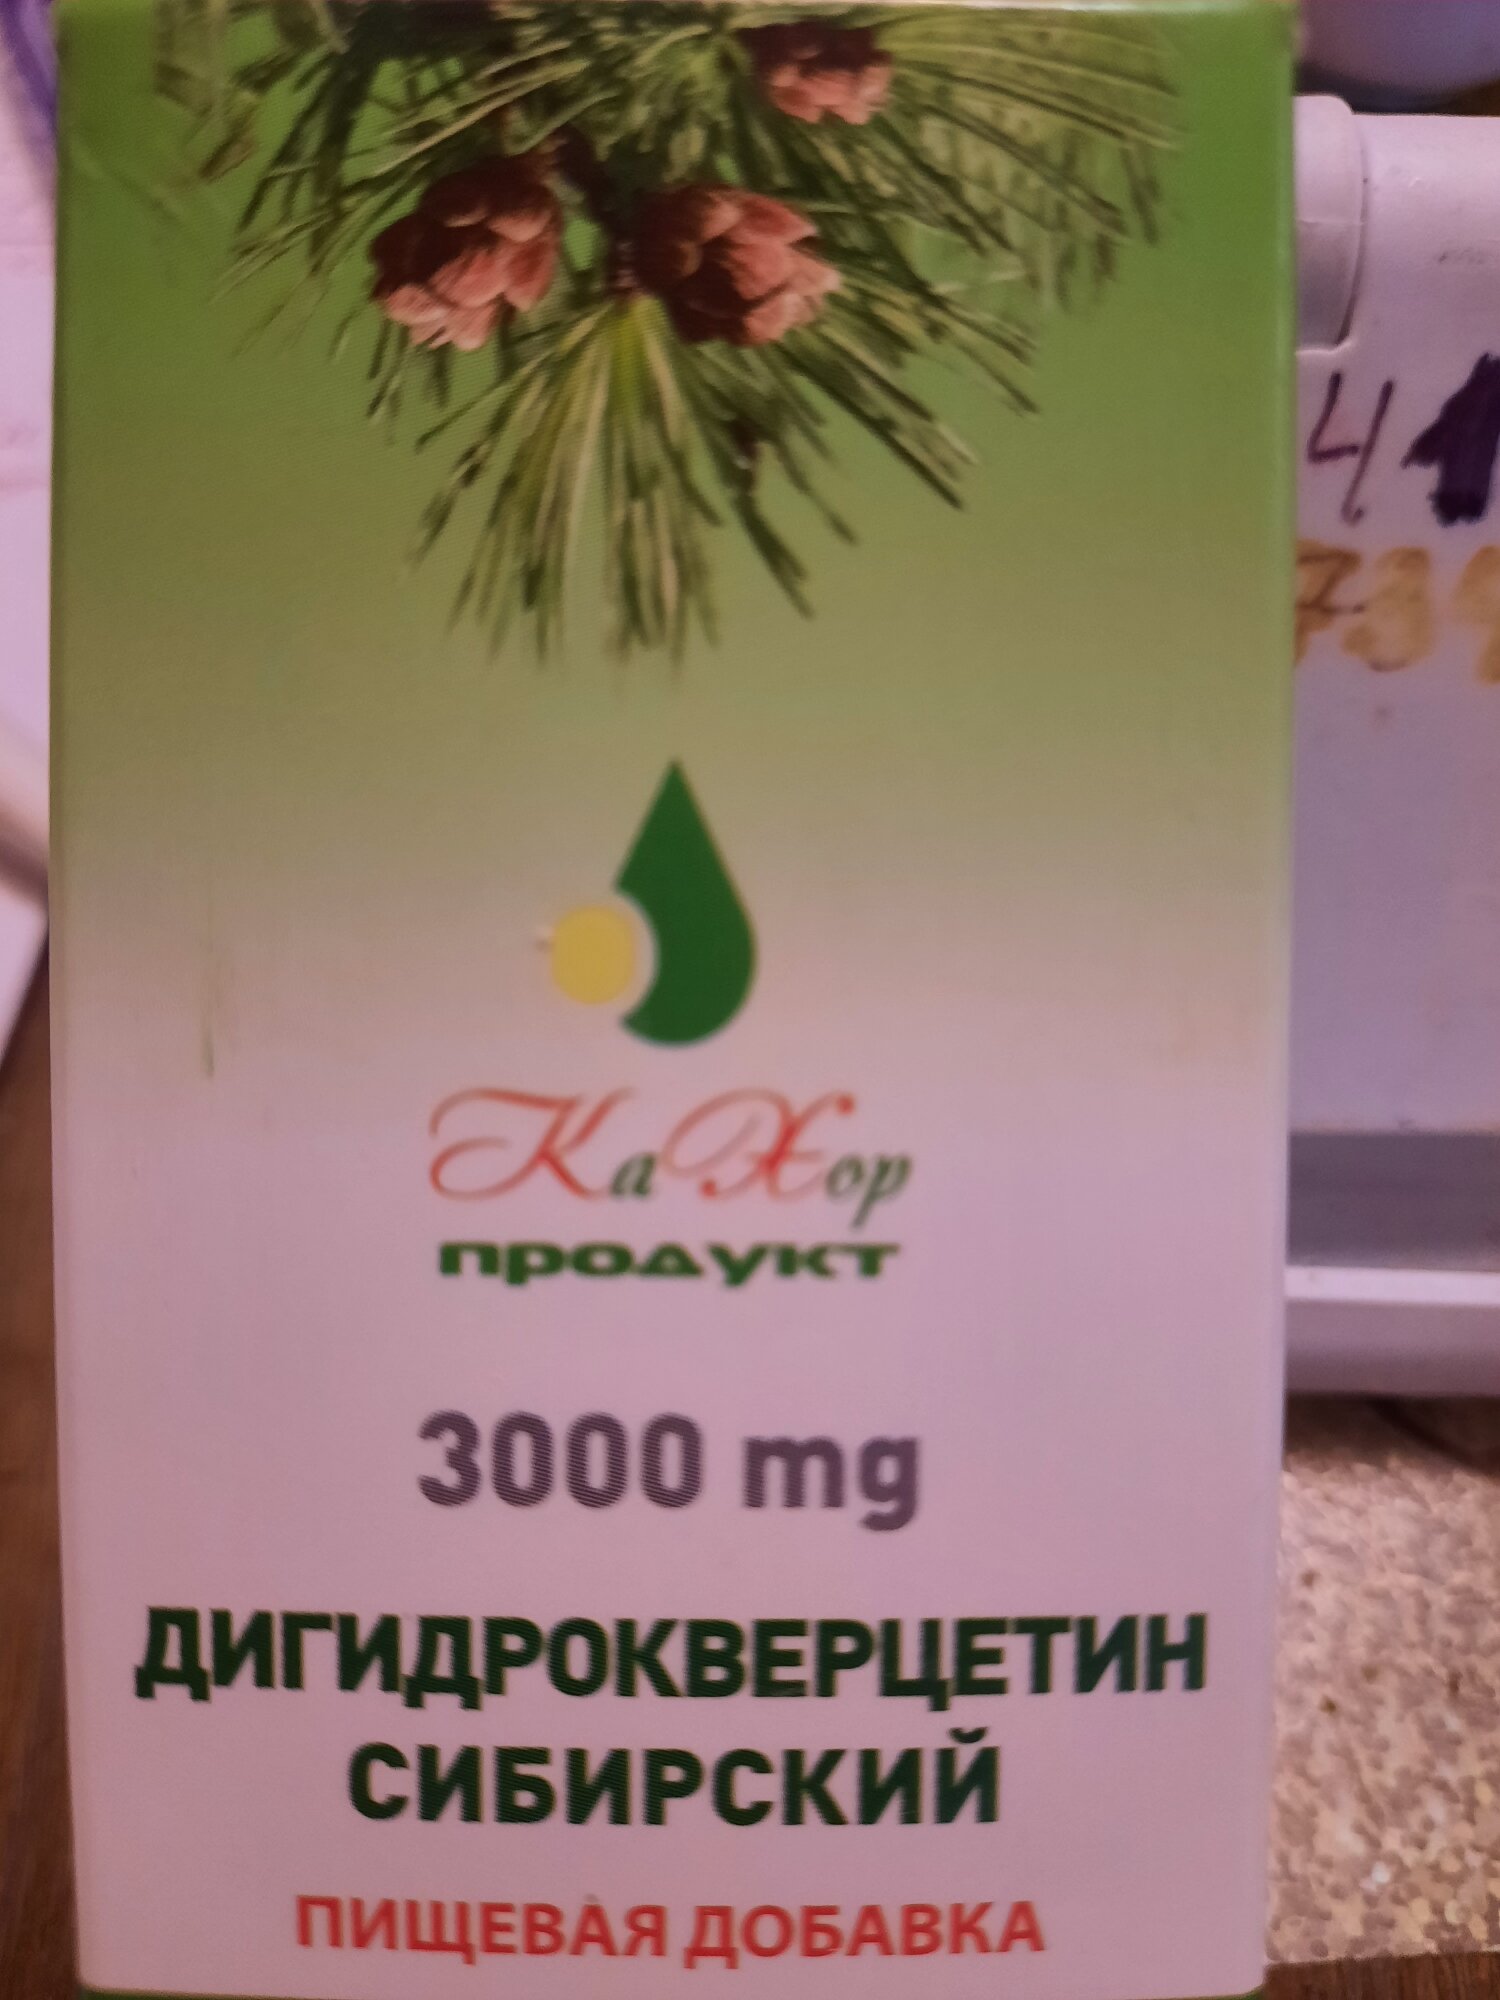 КаХор
продукт
3000 mg
ДИГИДРОКВЕРЦЕТИН
СИБИРСКИЙ
ПИЩЕВАЯ ДОБАВКА